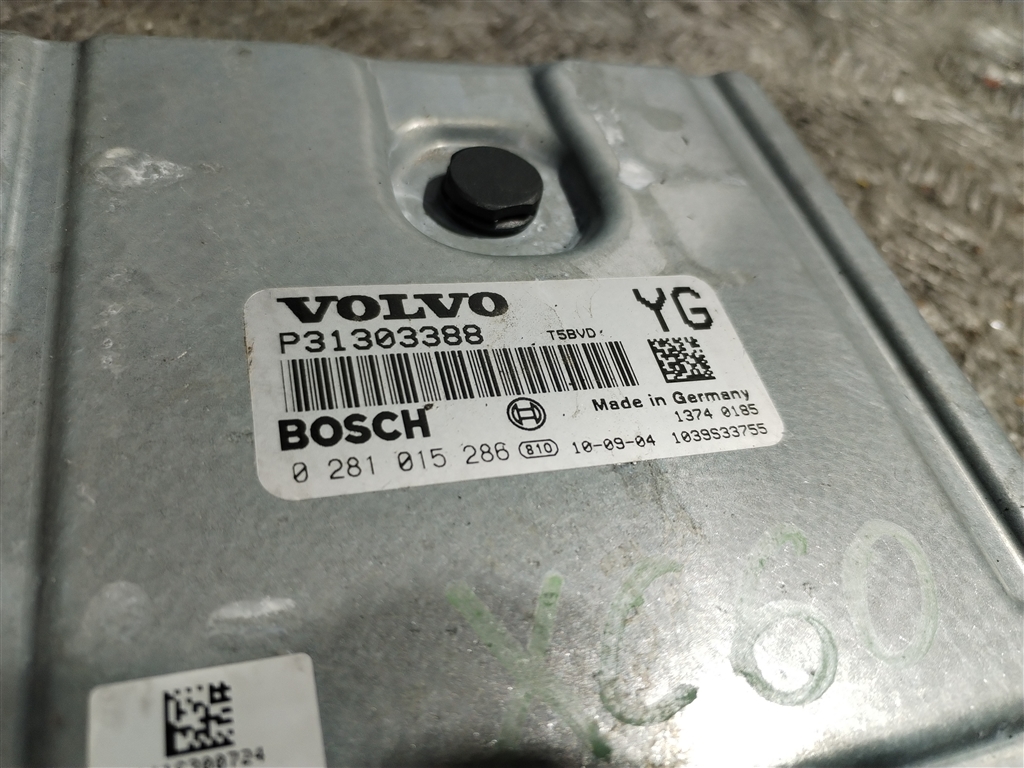 VOLVO YG
P31303388 T5BVD
Made in Germany
BOSCH 1374 0185
0 281 015 286 810 10-09-04 1039S33755
XC60